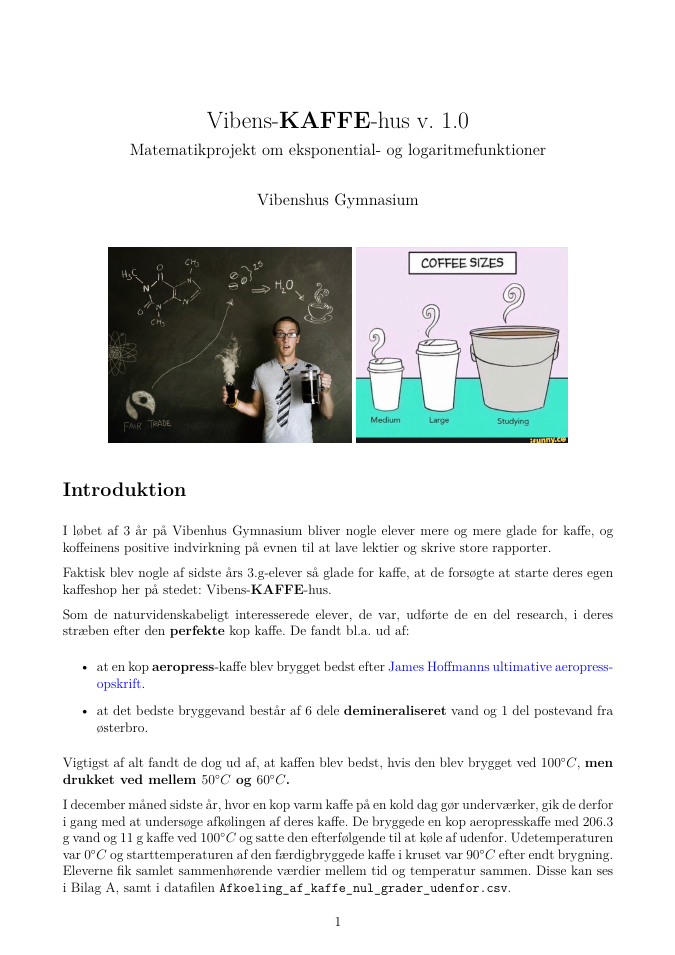 Vibens-KAFFE-hus v. 1.0
Matematikprojekt om eksponential- og logaritmefunktioner
Vibenshus Gymnasium
H₃C
O
CH₃
N
N
N
N
O
CH₃
25
H₂O
FAIR TRADE
COFFEE SIZES
Medium
Large
Studying
ifunny.co
Introduktion
I løbet af 3 år på Vibenhus Gymnasium bliver nogle elever mere og mere glade for kaffe, og
koffeinens positive indvirkning på evnen til at lave lektier og skrive store rapporter.
Faktisk blev nogle af sidste års 3.g-elever så glade for kaffe, at de forsøgte at starte deres egen
kaffeshop her på stedet: Vibens-KAFFE-hus.
Som de naturvidenskabeligt interesserede elever, de var, udførte de en del research, i deres
stræben efter den perfekte kop kaffe. De fandt bl.a. ud af:
• at en kop aeropress-kaffe blev brygget bedst efter James Hoffmanns ultimative aeropress-
opskrift.
• at det bedste bryggevand består af 6 dele demineraliseret vand og 1 del postevand fra
østerbro.
Vigtigst af alt fandt de dog ud af, at kaffen blev bedst, hvis den blev brygget ved 100°C, men
drukket ved mellem 50°C og 60°C.
I december måned sidste år, hvor en kop varm kaffe på en kold dag gør underværker, gik de derfor
i gang med at undersøge afkølingen af deres kaffe. De bryggede en kop aeropresskaffe med 206.3
g vand og 11 g kaffe ved 100°C og satte den efterfølgende til at køle af udenfor. Udetemperaturen
var 0°C og starttemperaturen af den færdigbryggede kaffe i kruset var 90°C efter endt brygning.
Eleverne fik samlet sammenhørende værdier mellem tid og temperatur sammen. Disse kan ses
i Bilag A, samt i datafilen Afkoeling_af_kaffe_nul_grader_udenfor.csv.
1